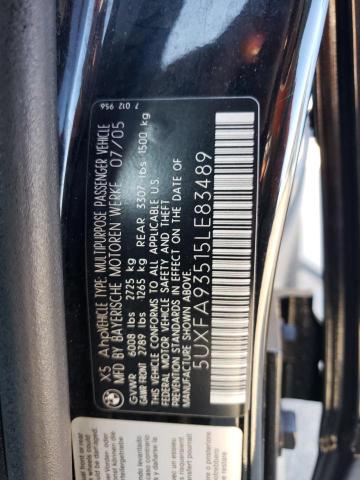 7 012 956
X5 Aho VEHICLE TYPE, MULTIPURPOSE PASSENGER VEHICLE
MFD BY BAYERISCHE MOTOREN WERKE 07/05
GVWR 6008 lbs 2725 kg
GAWR FRONT 2789 lbs 1265 kg REAR 3307 lbs 1500 kg
THIS VEHICLE CONFORMS TO ALL APPLICABLE U.S. FEDERAL
MOTOR VEHICLE SAFETY AND THEFT
PREVENTION STANDARDS IN EFFECT ON THE DATE OF
MANUFACTURE SHOWN ABOVE.
5UXFA93515LE83489